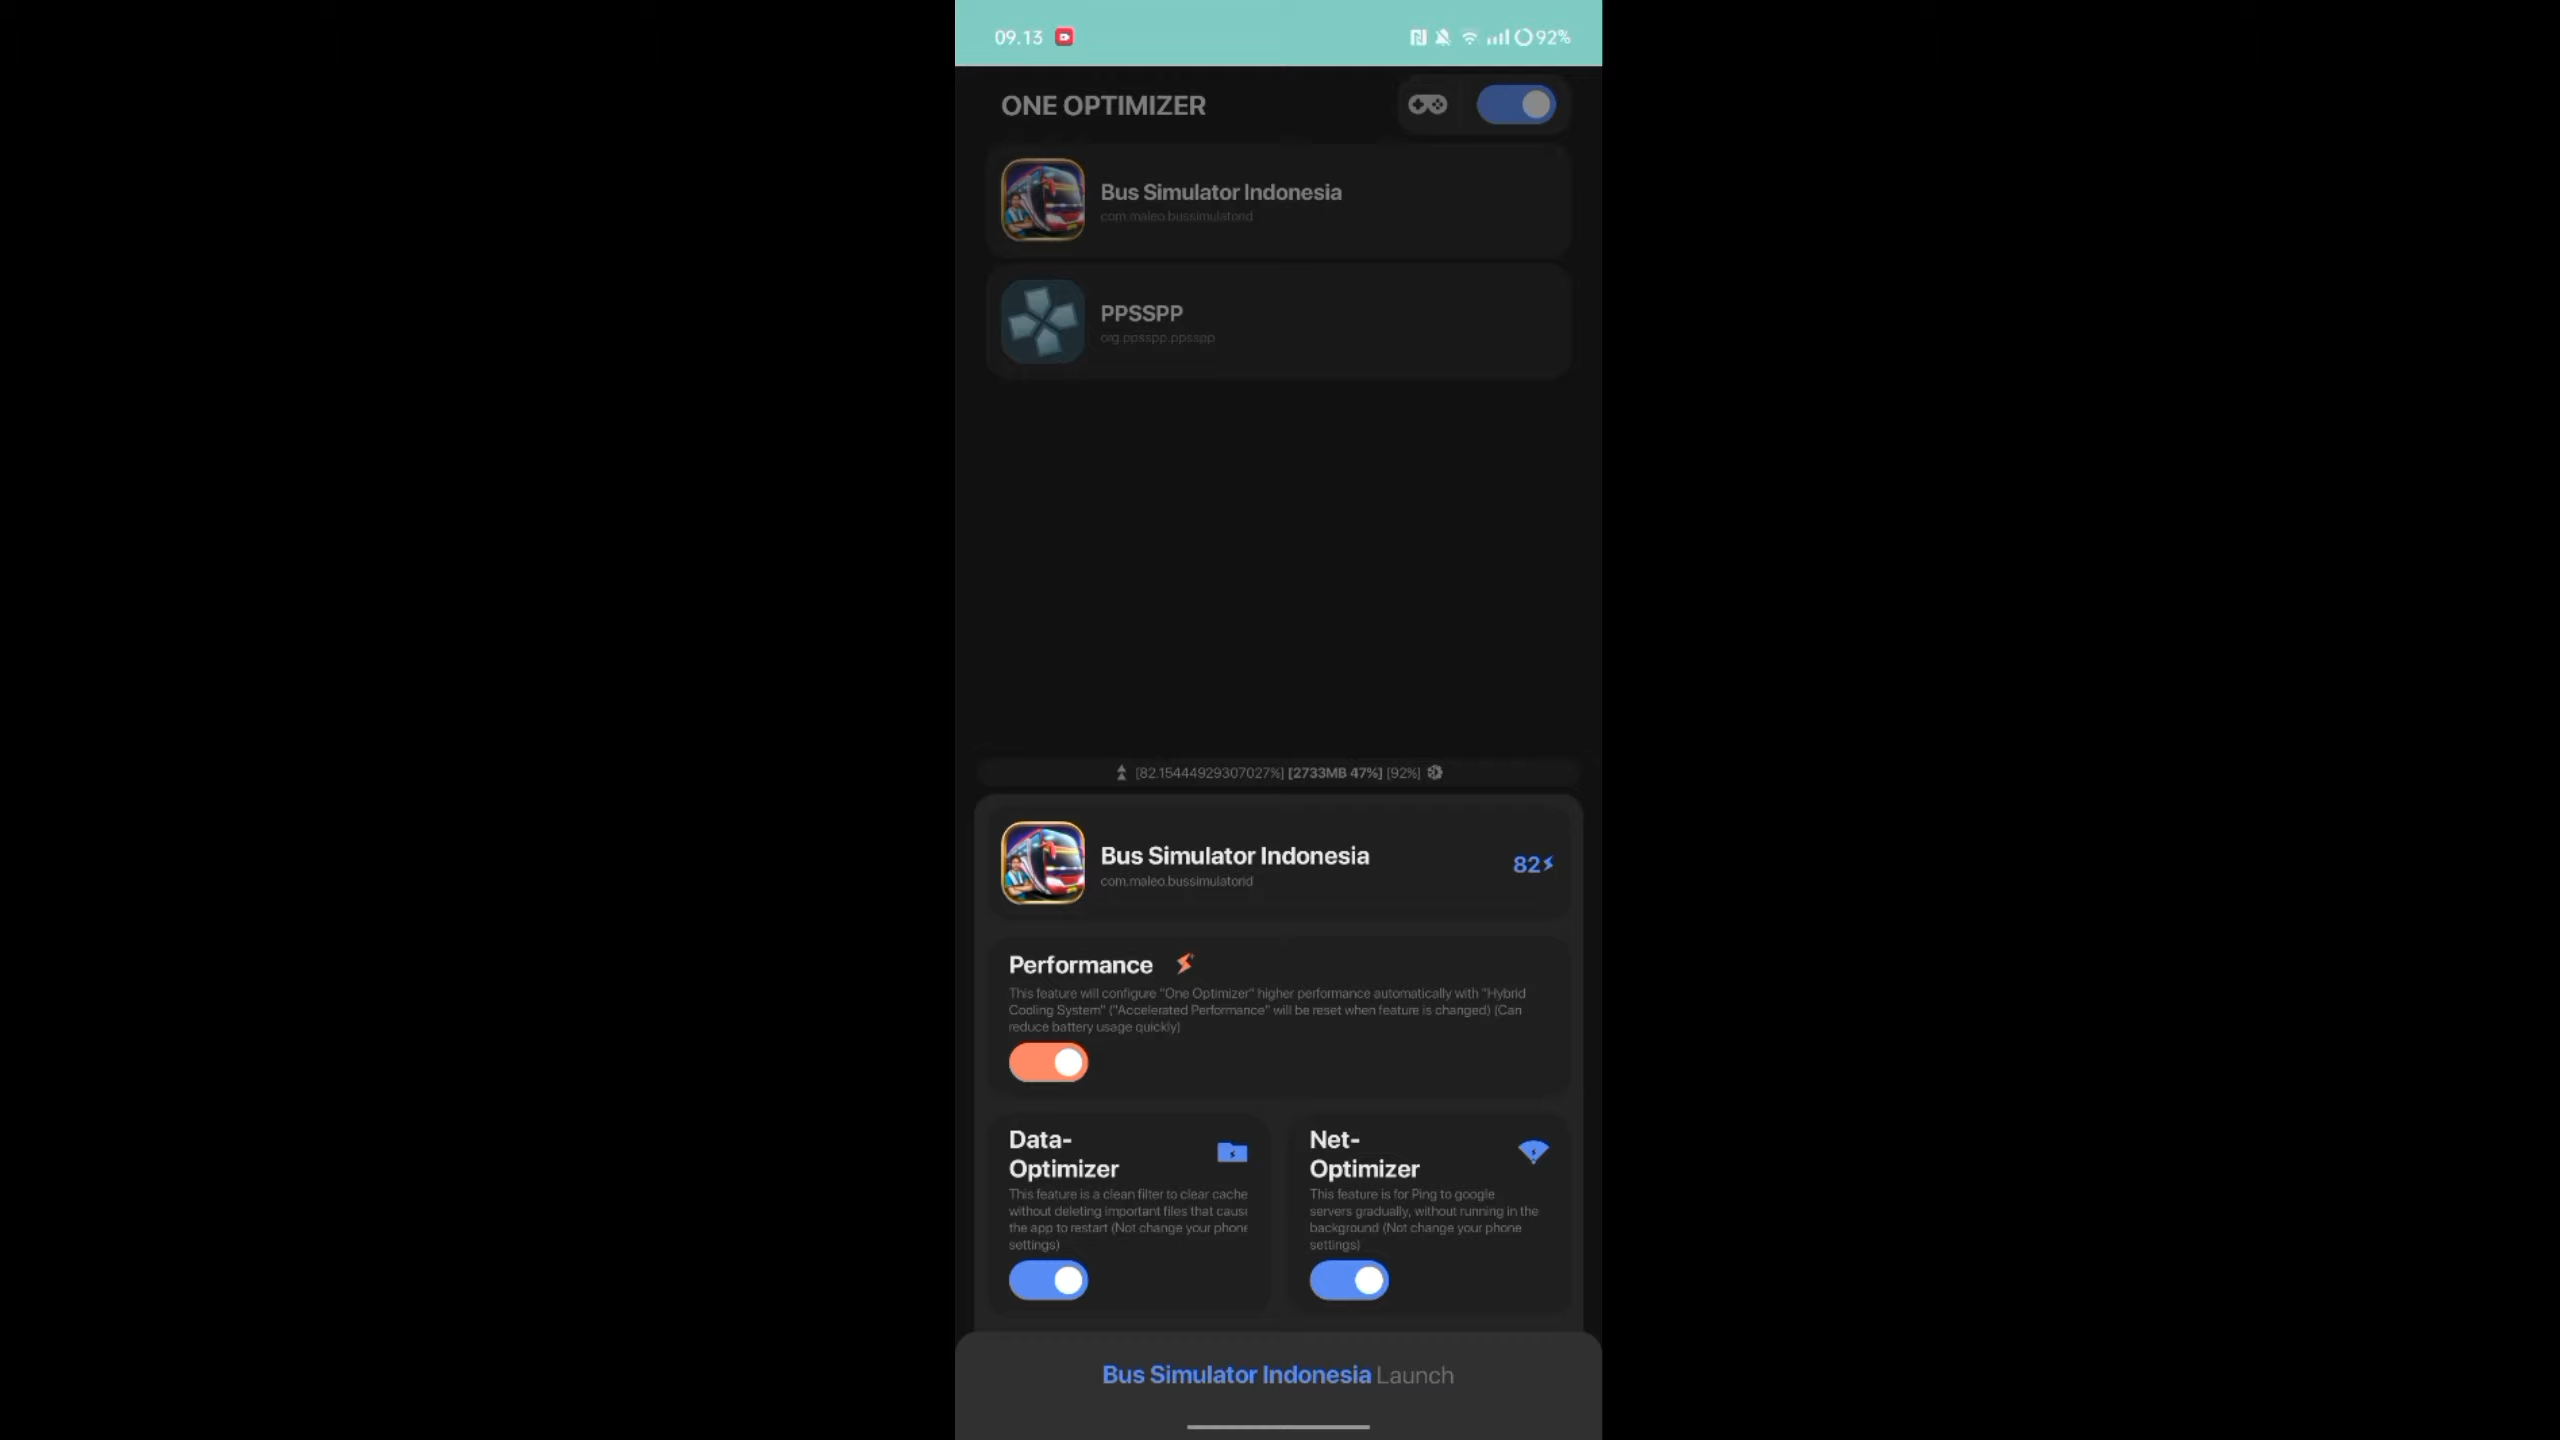 09.13
92%
ONE OPTIMIZER
Bus Simulator Indonesia
com.maleo.bussimulatorid
PPSSPP
org.ppsspp.ppsspp
[82.15444929307027%] [2733MB 47%] [92%]
Bus Simulator Indonesia
com.maleo.bussimulatorid
82
Performance
This feature will configure "One Optimizer" higher performance automatically with "Hybrid
Cooling System" ("Accelerated Performance" will be reset when feature is changed) (Can
reduce battery usage quickly)
Data-
Optimizer
This feature is a clean filter to clear cache
without deleting important files that cause
the app to restart (Not change your phone
settings)
Net-
Optimizer
This feature is for Ping to google
servers gradually, without running in the
background (Not change your phone
settings)
Bus Simulator Indonesia Launch